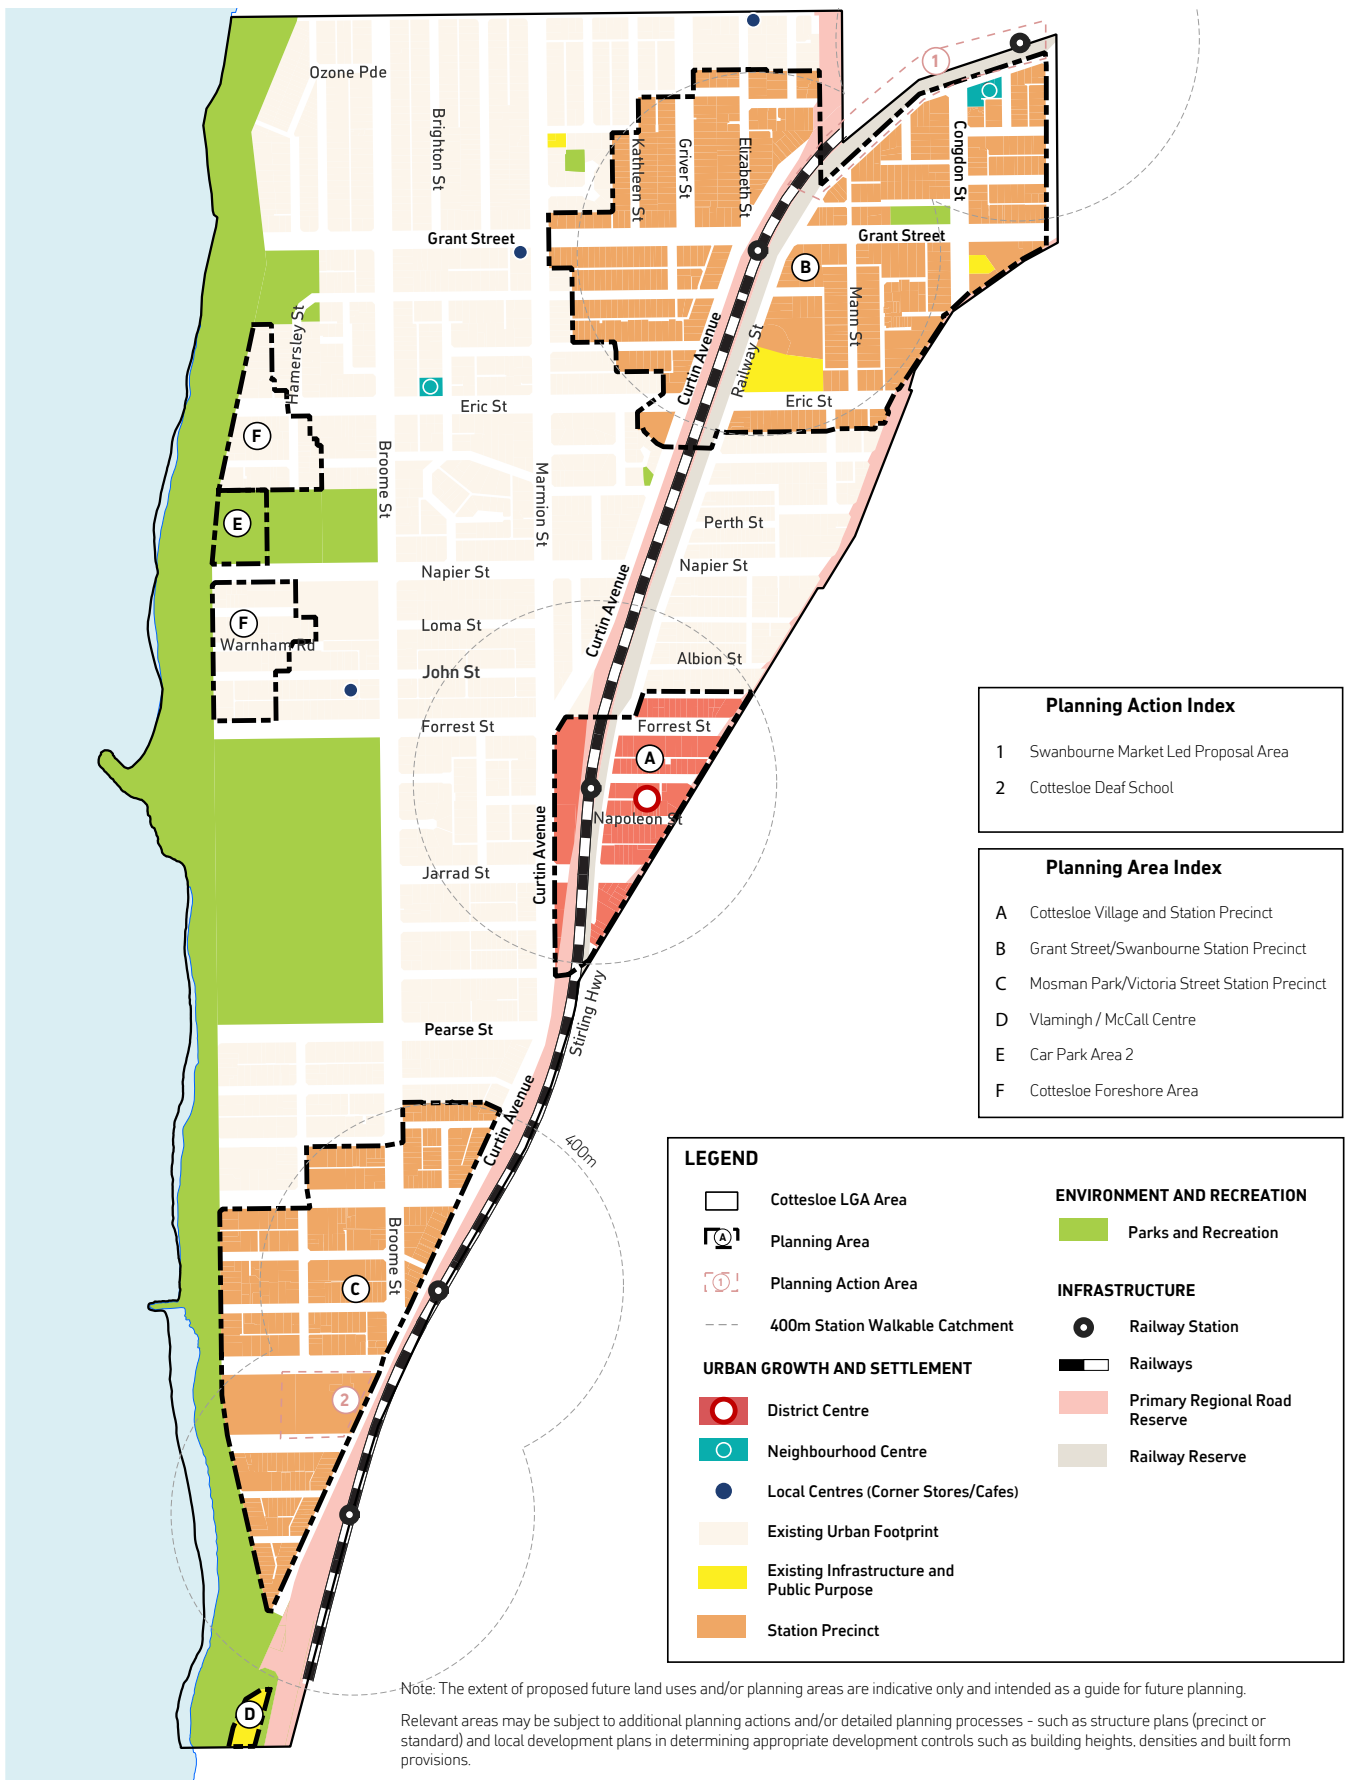 Ozone Pde
1
Brighton St
Kathleen St
Griver St
Elizabeth St
Congdon St
Grant Street
Grant Street
B
Hamersley St
Mann St
Curtin Avenue
Railway St
Eric St
Eric St
F
Broome St
Marmion St
E
Perth St
Napier St
Napier St
Curtin Avenue
F
Loma St
Warnham Rd
John St
Albion St
Forrest St
Forrest St
A
Napoleon St
Curtin Avenue
Jarrad St
Stirling Hwy
Pearse St
Curtin Avenue
400m
Broome St
C
2
D
Planning Action Index
1 Swanbourne Market Led Proposal Area
2 Cottesloe Deaf School
Planning Area Index
A Cottesloe Village and Station Precinct
B Grant Street/Swanbourne Station Precinct
C Mosman Park/Victoria Street Station Precinct
D Vlamingh / McCall Centre
E Car Park Area 2
F Cottesloe Foreshore Area
LEGEND
Cottesloe LGA Area
A Planning Area
1 Planning Action Area
400m Station Walkable Catchment
URBAN GROWTH AND SETTLEMENT
District Centre
Neighbourhood Centre
Local Centres (Corner Stores/Cafes)
Existing Urban Footprint
Existing Infrastructure and
Public Purpose
Station Precinct
ENVIRONMENT AND RECREATION
Parks and Recreation
INFRASTRUCTURE
Railway Station
Railways
Primary Regional Road
Reserve
Railway Reserve
Note: The extent of proposed future land uses and/or planning areas are indicative only and intended as a guide for future planning.
Relevant areas may be subject to additional planning actions and/or detailed planning processes - such as structure plans (precinct or
standard) and local development plans in determining appropriate development controls such as building heights, densities and built form
provisions.